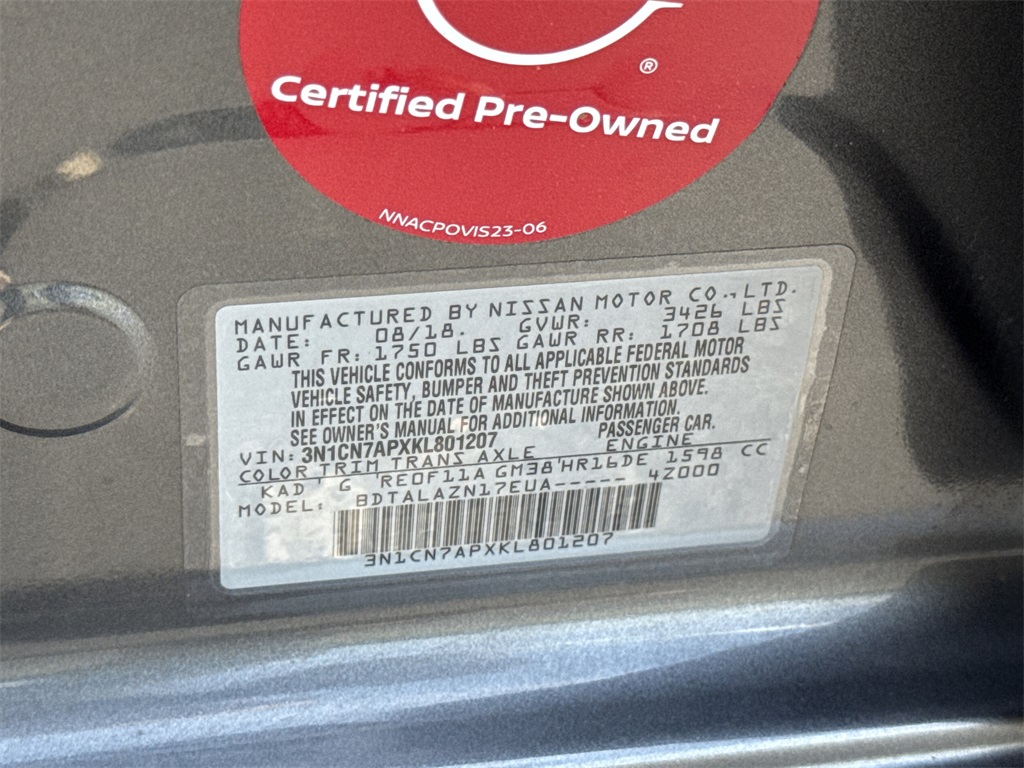 ®
Certified Pre-Owned
NNACPOVIS23-06
MANUFACTURED BY NISSAN MOTOR CO.,LTD.
DATE: 08/18. GVWR: 3426 LBS
GAWR FR: 1750 LBS GAWR RR: 1708 LBS
THIS VEHICLE CONFORMS TO ALL APPLICABLE FEDERAL MOTOR
VEHICLE SAFETY, BUMPER AND THEFT PREVENTION STANDARDS
IN EFFECT ON THE DATE OF MANUFACTURE SHOWN ABOVE.
SEE OWNER'S MANUAL FOR ADDITIONAL INFORMATION.
VIN: 3N1CN7APXKL801207 PASSENGER CAR.
COLOR TRIM TRANS AXLE ENGINE
KAD G RE0F11A GM38 HR16DE 1598 CC
MODEL: BDTALAZN17EUA----- 4Z000
3N1CN7APXKL801207